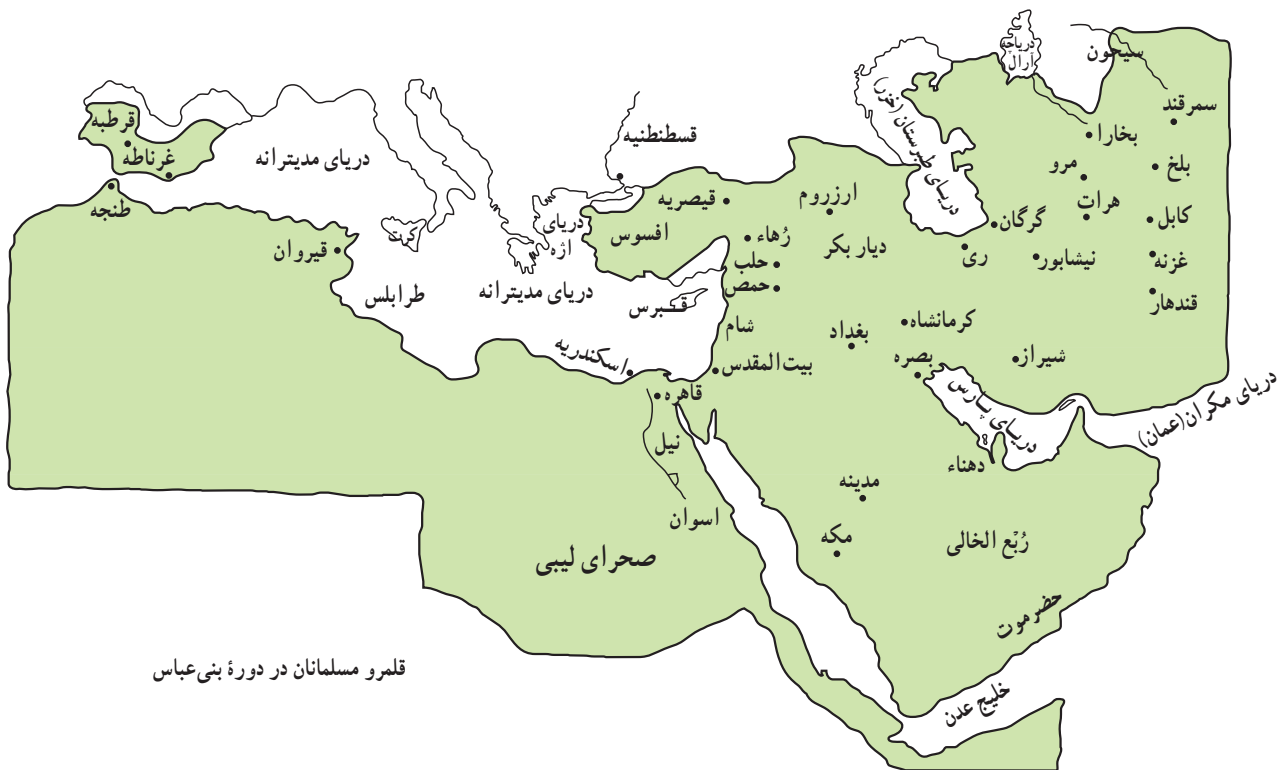 دریاچه
آرال
سیحون
سمرقند
بخارا
بلخ
مرو
هرات
کابل
گرگان
غزنه
نیشابور
ری
قندهار
دریای طبرستان (خزر)
قسطنطنیه
قیصریه
ارزروم
افسوس
رُهاء
دیار بکر
حلب
حمص
شام
دریای
اژه
کرت
قبرس
دریای مدیترانه
دریای مدیترانه
قرطبه
غرناطه
طنجه
قیروان
طرابلس
اسکندریه
بیت‌المقدس
بغداد
کرمانشاه
بصره
شیراز
دریای پارس
دریای مکران(عمان)
قاهره
نیل
اسوان
صحرای لیبی
دهناء
مدینه
مکه
رُبْع الخالی
حضرموت
خلیج عدن
قلمرو مسلمانان در دورۀ بنی‌عباس